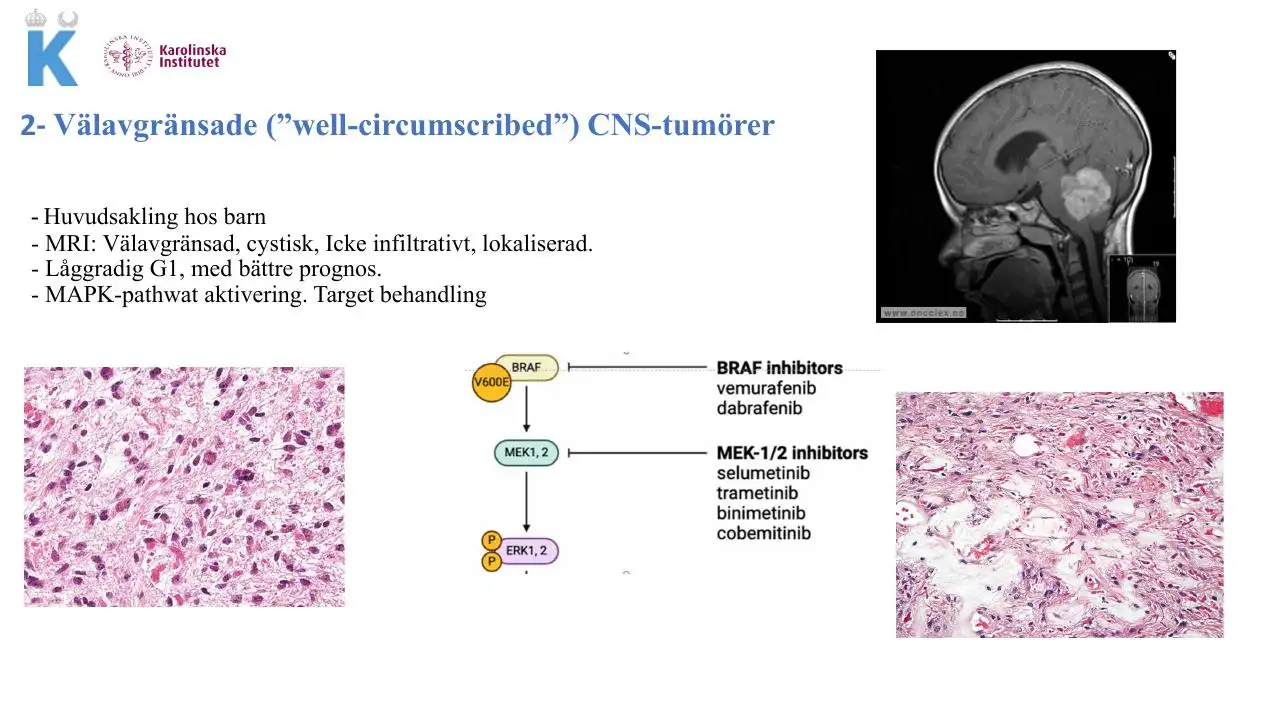 Karolinska
Institutet
2- Välavgränsade (”well-circumscribed”) CNS-tumörer
- Huvudsakling hos barn
- MRI: Välavgränsad, cystisk, Icke infiltrativt, lokaliserad.
- Låggradig G1, med bättre prognos.
- MAPK-pathwat aktivering. Target behandling
www.oncolex.no
BRAF
V600E
BRAF inhibitors
vemurafenib
dabrafenib
MEK1, 2
MEK-1/2 inhibitors
selumetinib
trametinib
binimetinib
cobemitinib
P
P
ERK1, 2